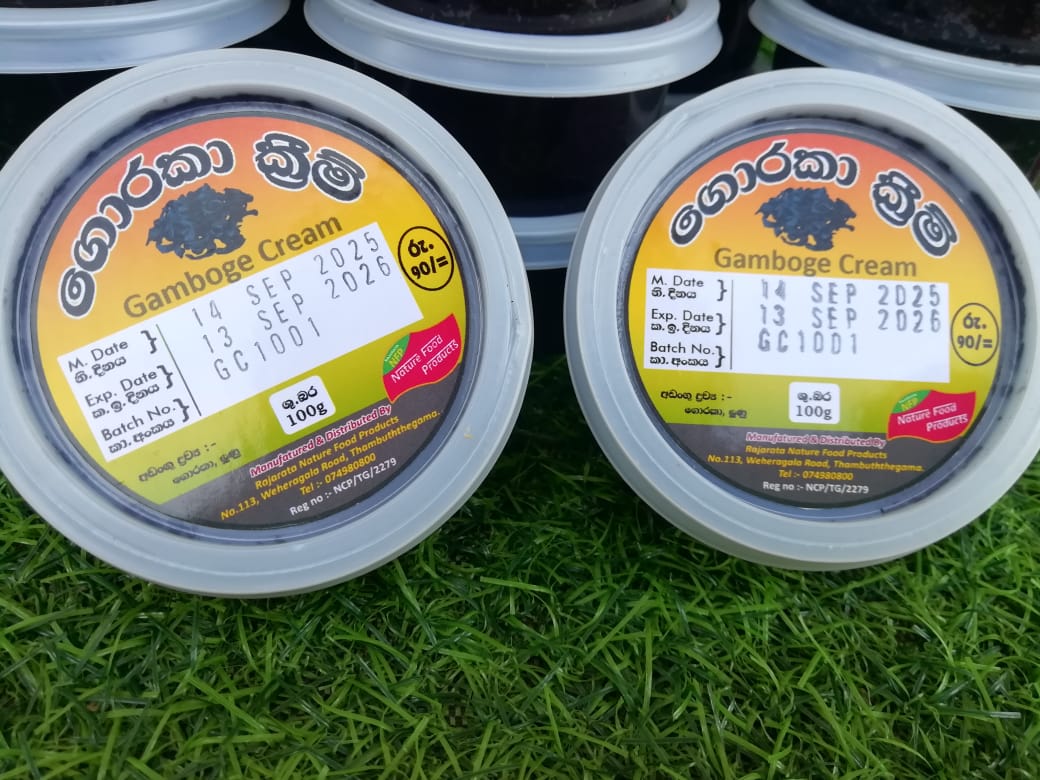 ගොරකා ක්‍රීම්
Gamboge Cream
රු.
90/=
M. Date
නි. දිනය
14 SEP 2025
Exp. Date
ක. ඉ. දිනය
13 SEP 2026
Batch No.
කා. අංකය
GC1001
ශු.බර
100g
අඩංගු ද්‍රව්‍ය :-
ගොරකා, ලුණු
NFP
Nature Food
Products
Manufatured & Distributed By
Rajarata Nature Food Products
No.113, Weheragala Road, Thambuththegama.
Tel :- 074980800
Reg no :- NCP/TG/2279
ගොරකා ක්‍රීම්
Gamboge Cream
M. Date
නි. දිනය
14 SEP 2025
Exp. Date
ක. ඉ. දිනය
13 SEP 2026
Batch No.
කා. අංකය
GC1001
රු.
90/=
අඩංගු ද්‍රව්‍ය :-
ගොරකා, ලුණු
ශු.බර
100g
NFP
Nature Food
Products
Manufatured & Distributed By
Rajarata Nature Food Products
No.113, Weheragala Road, Thambuththegama.
Tel :- 074980800
Reg no :- NCP/TG/2279